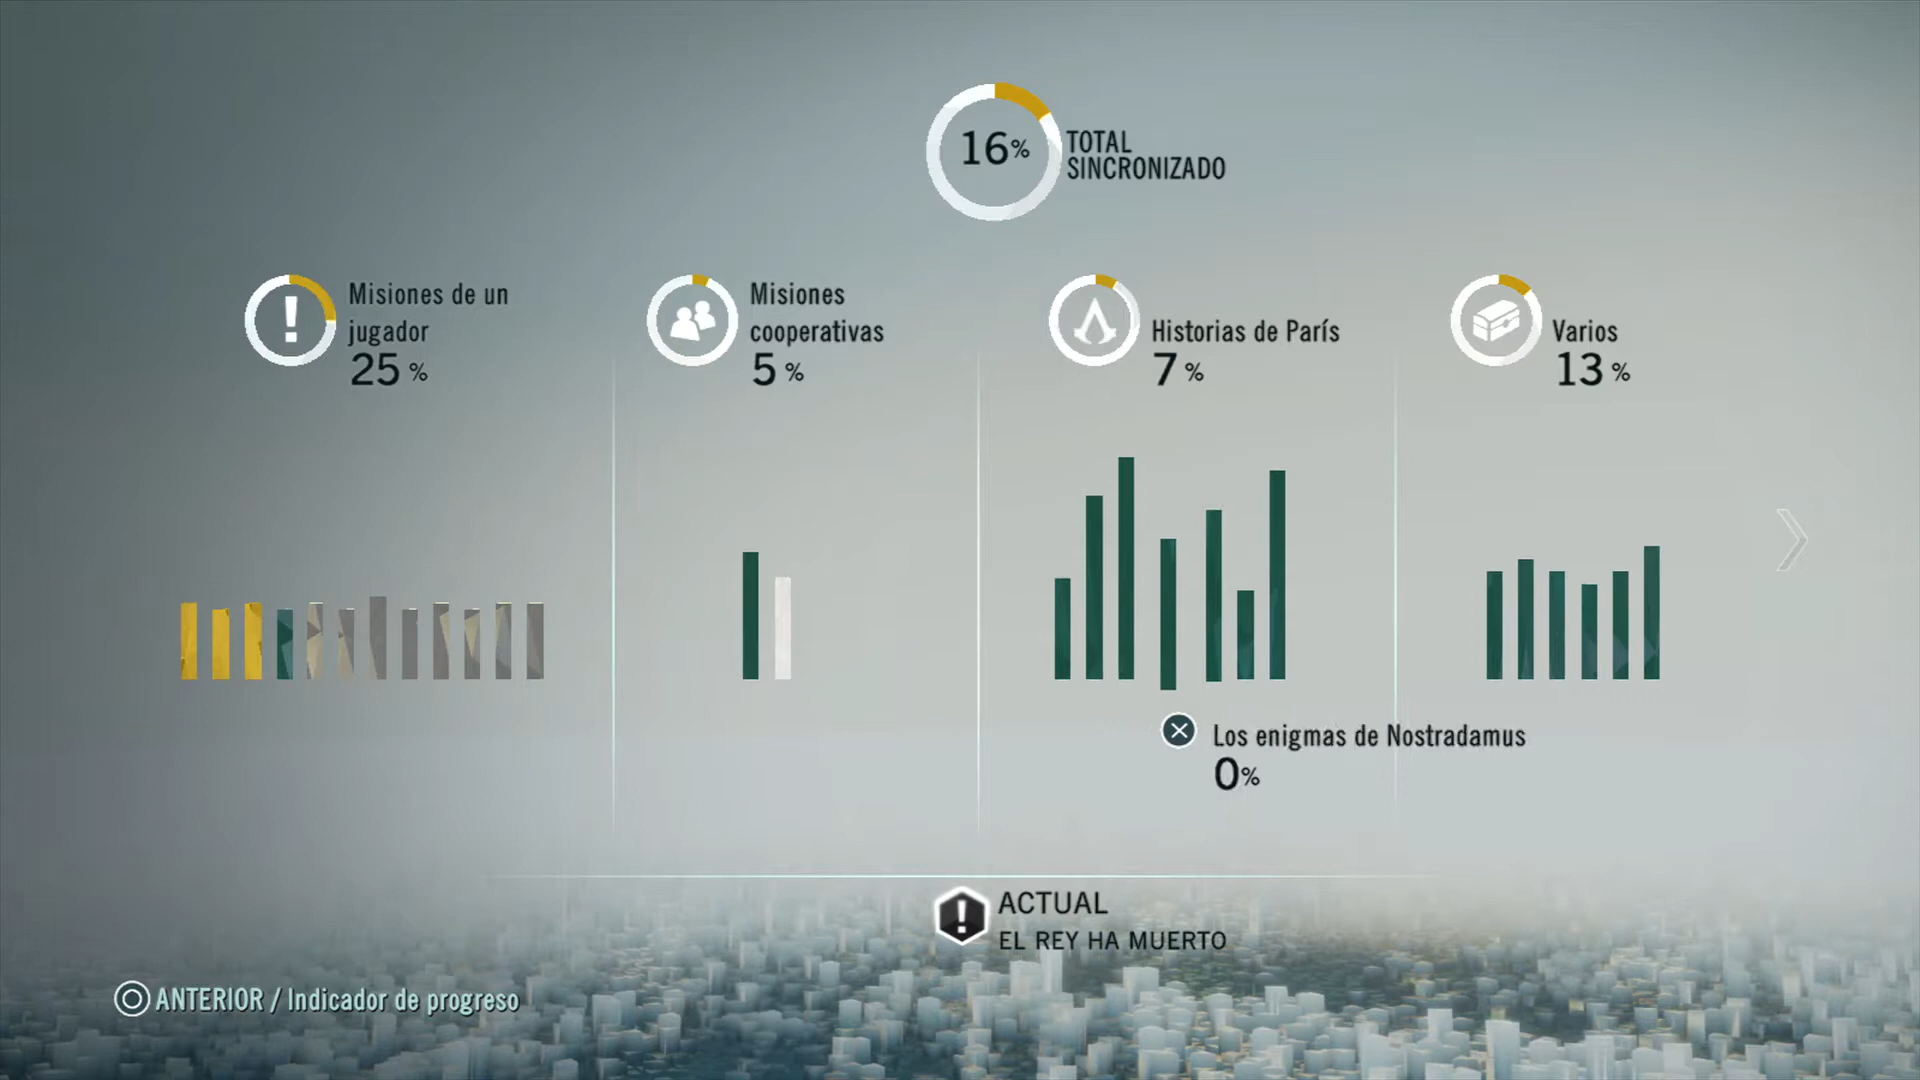 16%
TOTAL
SINCRONIZADO
Misiones de un
jugador
25 %
Misiones
cooperativas
5 %
Historias de París
7 %
Varios
13 %
Los enigmas de Nostradamus
0%
ACTUAL
EL REY HA MUERTO
ANTERIOR / Indicador de progreso